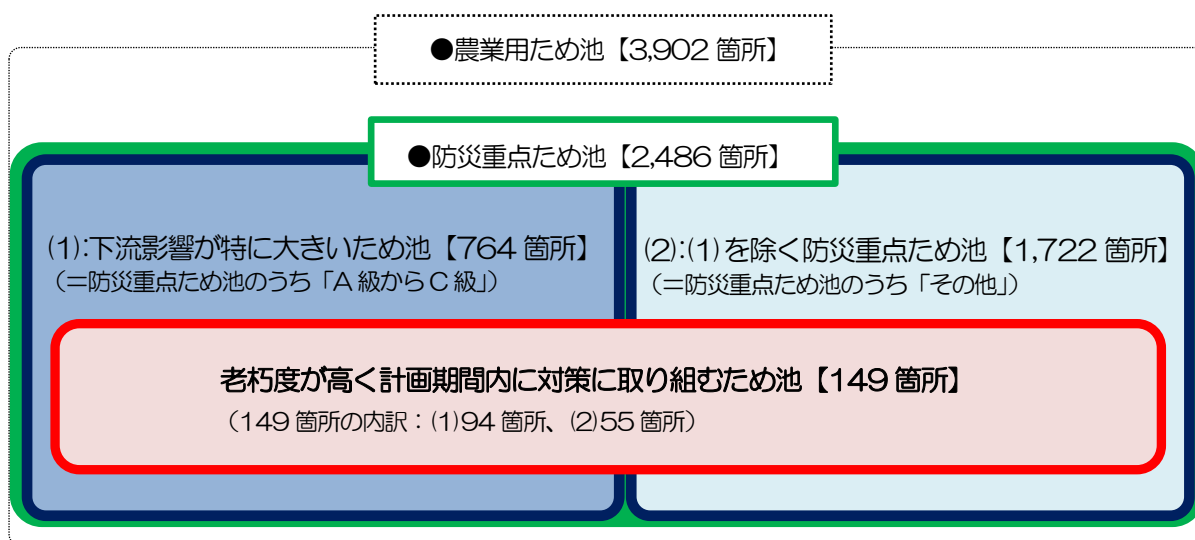 ●農業用ため池【3,902 箇所】
●防災重点ため池【2,486 箇所】
(1):下流影響が特に大きいため池【764 箇所】
（＝防災重点ため池のうち「A 級から C 級」）
(2):(1)を除く防災重点ため池【1,722 箇所】
（＝防災重点ため池のうち「その他」）
老朽度が高く計画期間内に対策に取り組むため池【149 箇所】
（149 箇所の内訳：(1)94 箇所、(2)55 箇所）